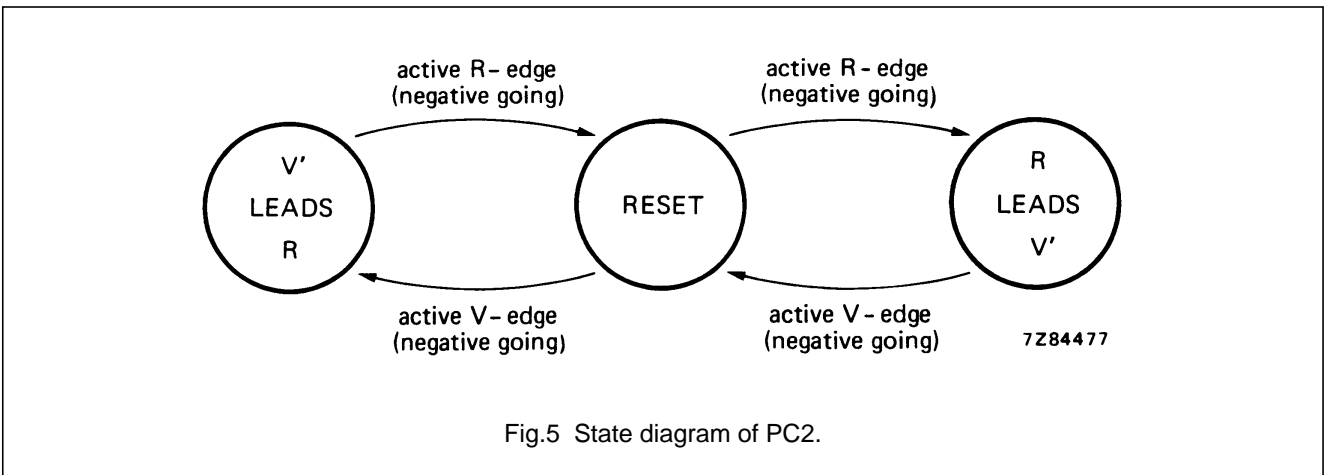 active R-edge
(negative going)
active R-edge
(negative going)
V'
LEADS
R
RESET
R
LEADS
V'
active V-edge
(negative going)
active V-edge
(negative going)
7Z84477
Fig.5 State diagram of PC2.